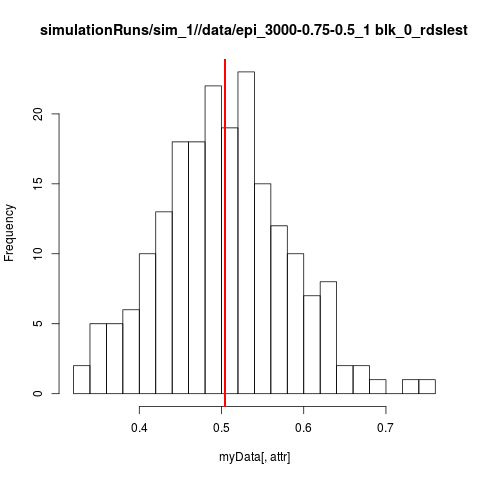 simulationRuns/sim_1//data/epi_3000-0.75-0.5_1 blk_0_rdslest
Frequency
20
15
10
5
0
0.4 0.5 0.6 0.7
myData[, attr]